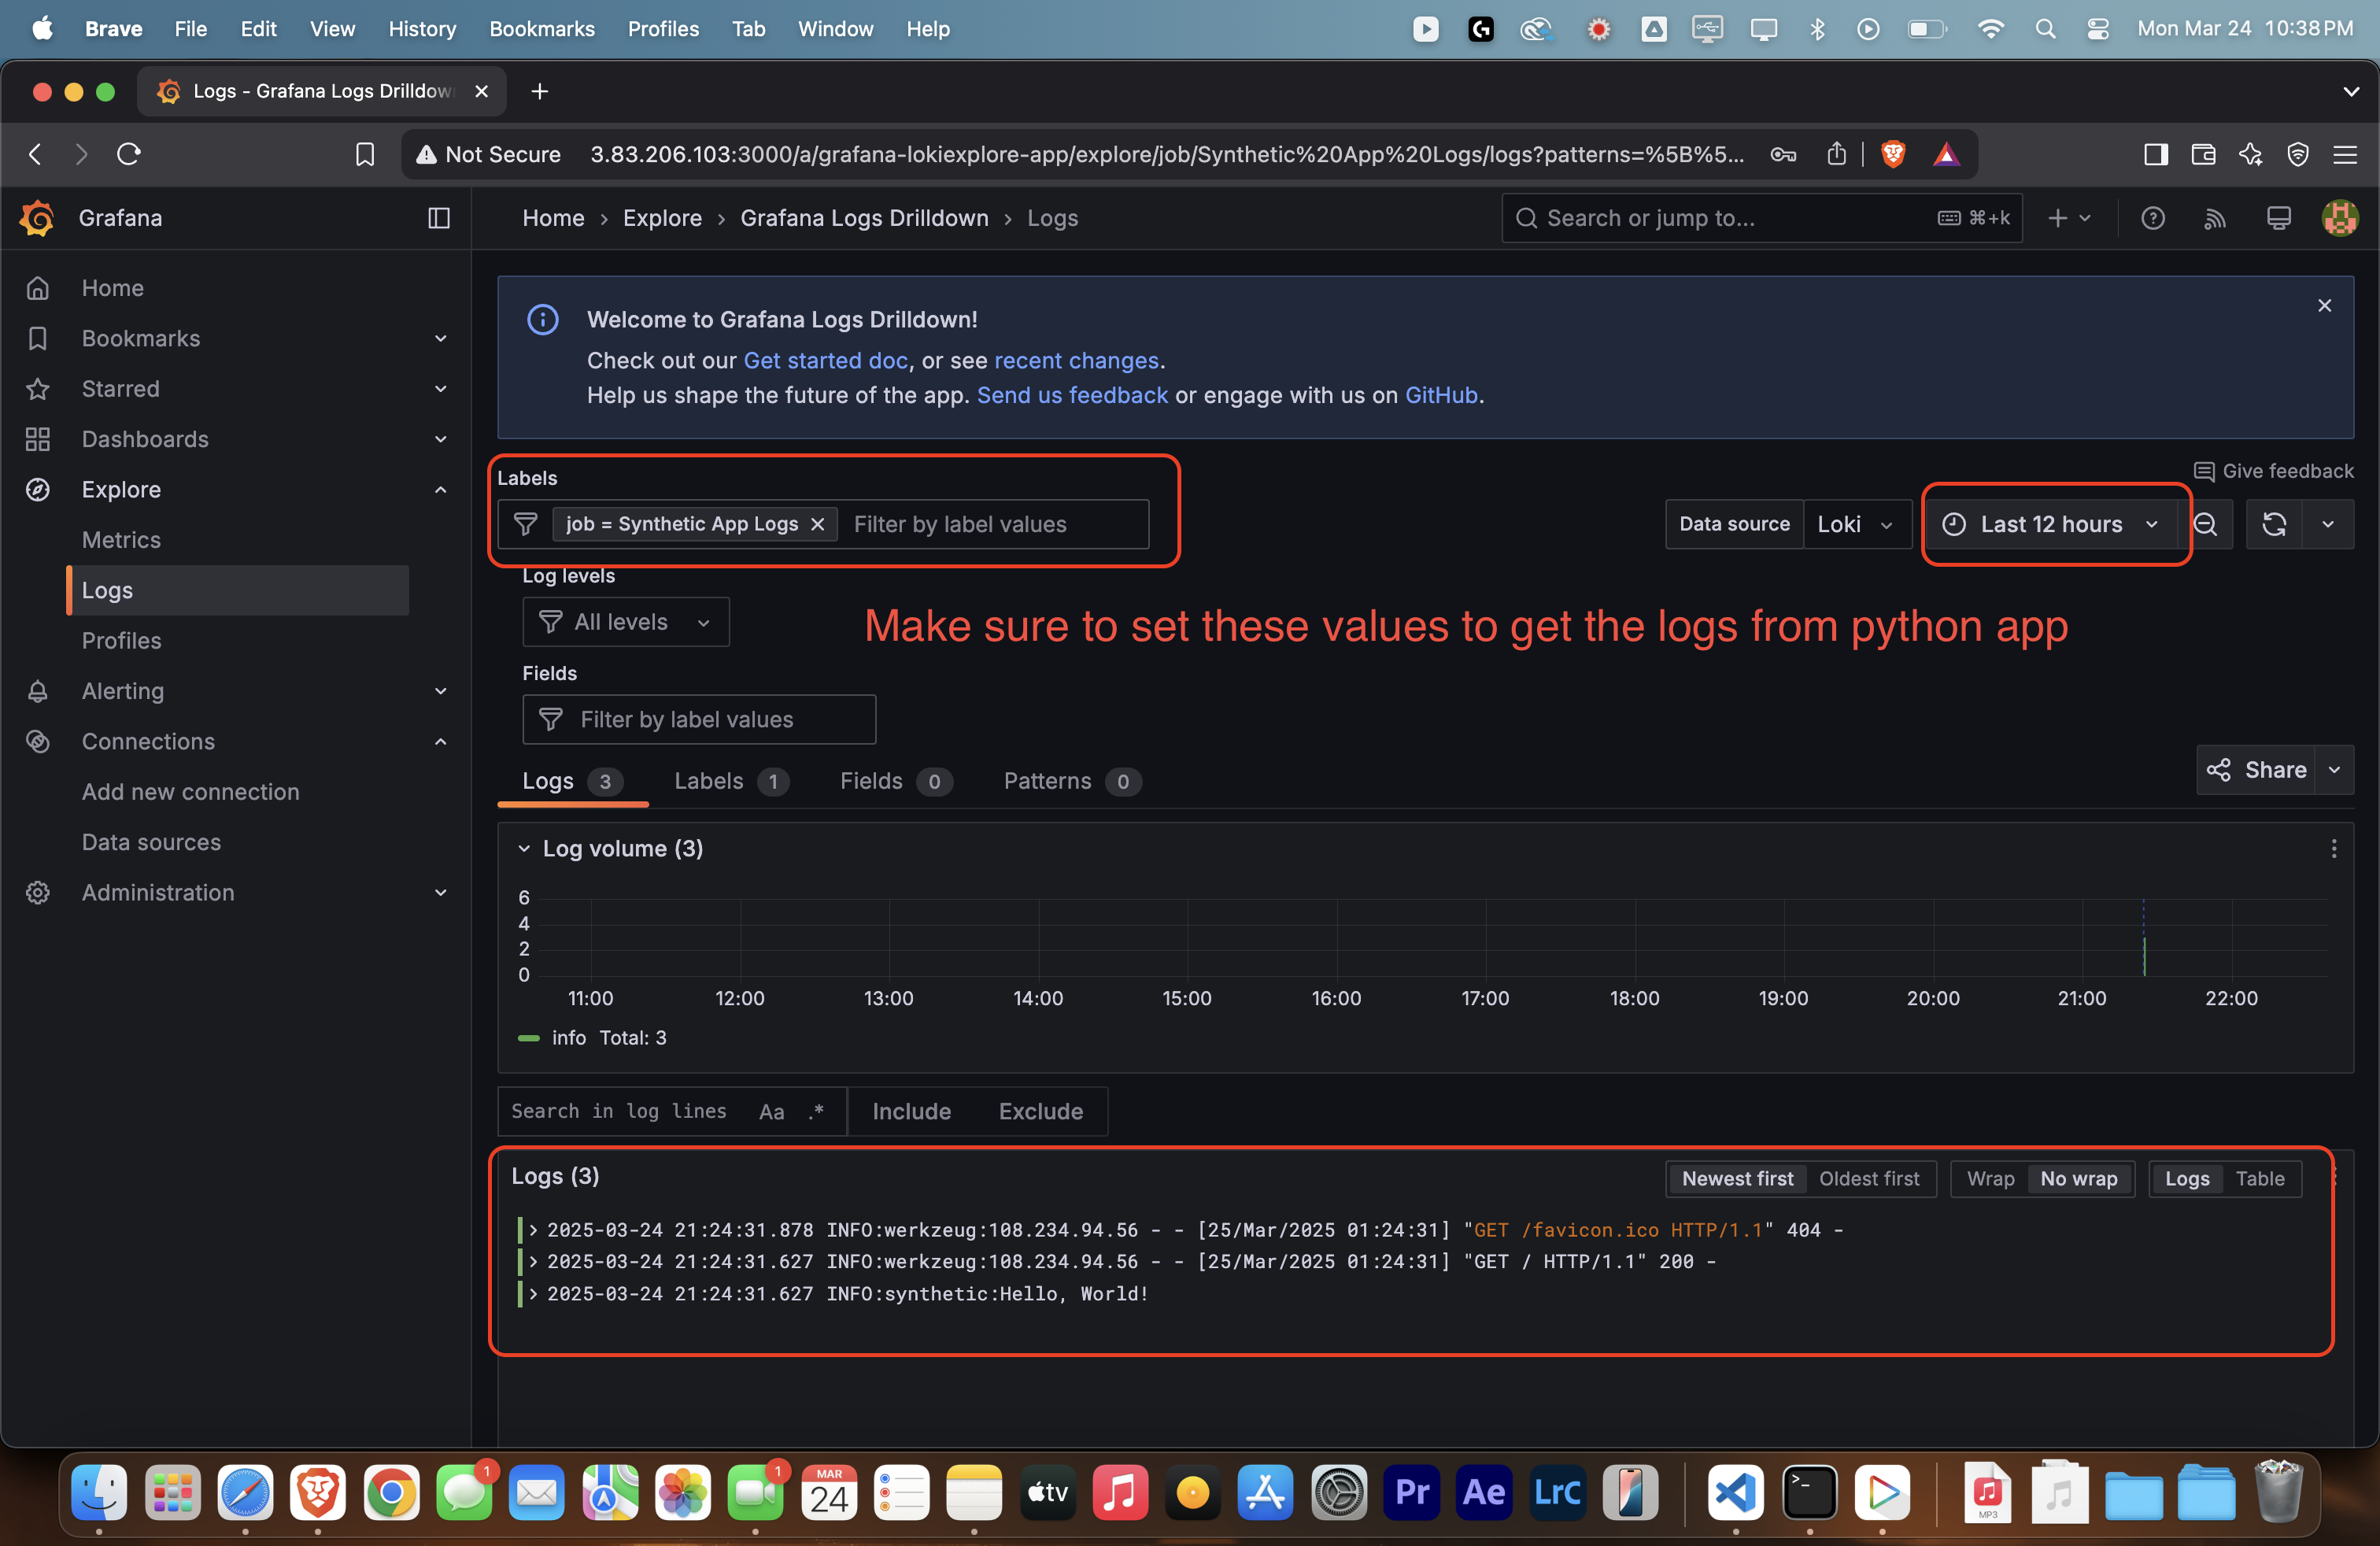 Brave File Edit View History Bookmarks Profiles Tab Window Help Mon Mar 24 10:38 PM
Logs - Grafana Logs Drilldow
Not Secure 3.83.206.103:3000/a/grafana-lokiexplore-app/explore/job/Synthetic%20App%20Logs/logs?patterns=%5B%5...
Grafana
Home › Explore › Grafana Logs Drilldown › Logs
Search or jump to... ⌘+k
Home
Bookmarks
Starred
Dashboards
Explore
Metrics
Logs
Profiles
Alerting
Connections
Add new connection
Data sources
Administration
Welcome to Grafana Logs Drilldown!
Check out our Get started doc, or see recent changes.
Help us shape the future of the app. Send us feedback or engage with us on GitHub.
Give feedback
Labels
job = Synthetic App Logs Filter by label values
Data source Loki Last 12 hours
Log levels
All levels
Make sure to set these values to get the logs from python app
Fields
Filter by label values
Logs 3 Labels 1 Fields 0 Patterns 0
Share
Log volume (3)
6
4
2
0
11:00 12:00 13:00 14:00 15:00 16:00 17:00 18:00 19:00 20:00 21:00 22:00
info Total: 3
Search in log lines Aa .* Include Exclude
Logs (3)
Newest first Oldest first Wrap No wrap Logs Table
2025-03-24 21:24:31.878 INFO:werkzeug:108.234.94.56 - - [25/Mar/2025 01:24:31] "GET /favicon.ico HTTP/1.1" 404 -
2025-03-24 21:24:31.627 INFO:werkzeug:108.234.94.56 - - [25/Mar/2025 01:24:31] "GET / HTTP/1.1" 200 -
2025-03-24 21:24:31.627 INFO:synthetic:Hello, World!
1
1
MAR
24
tv
Pr
Ae
LrC
MP3